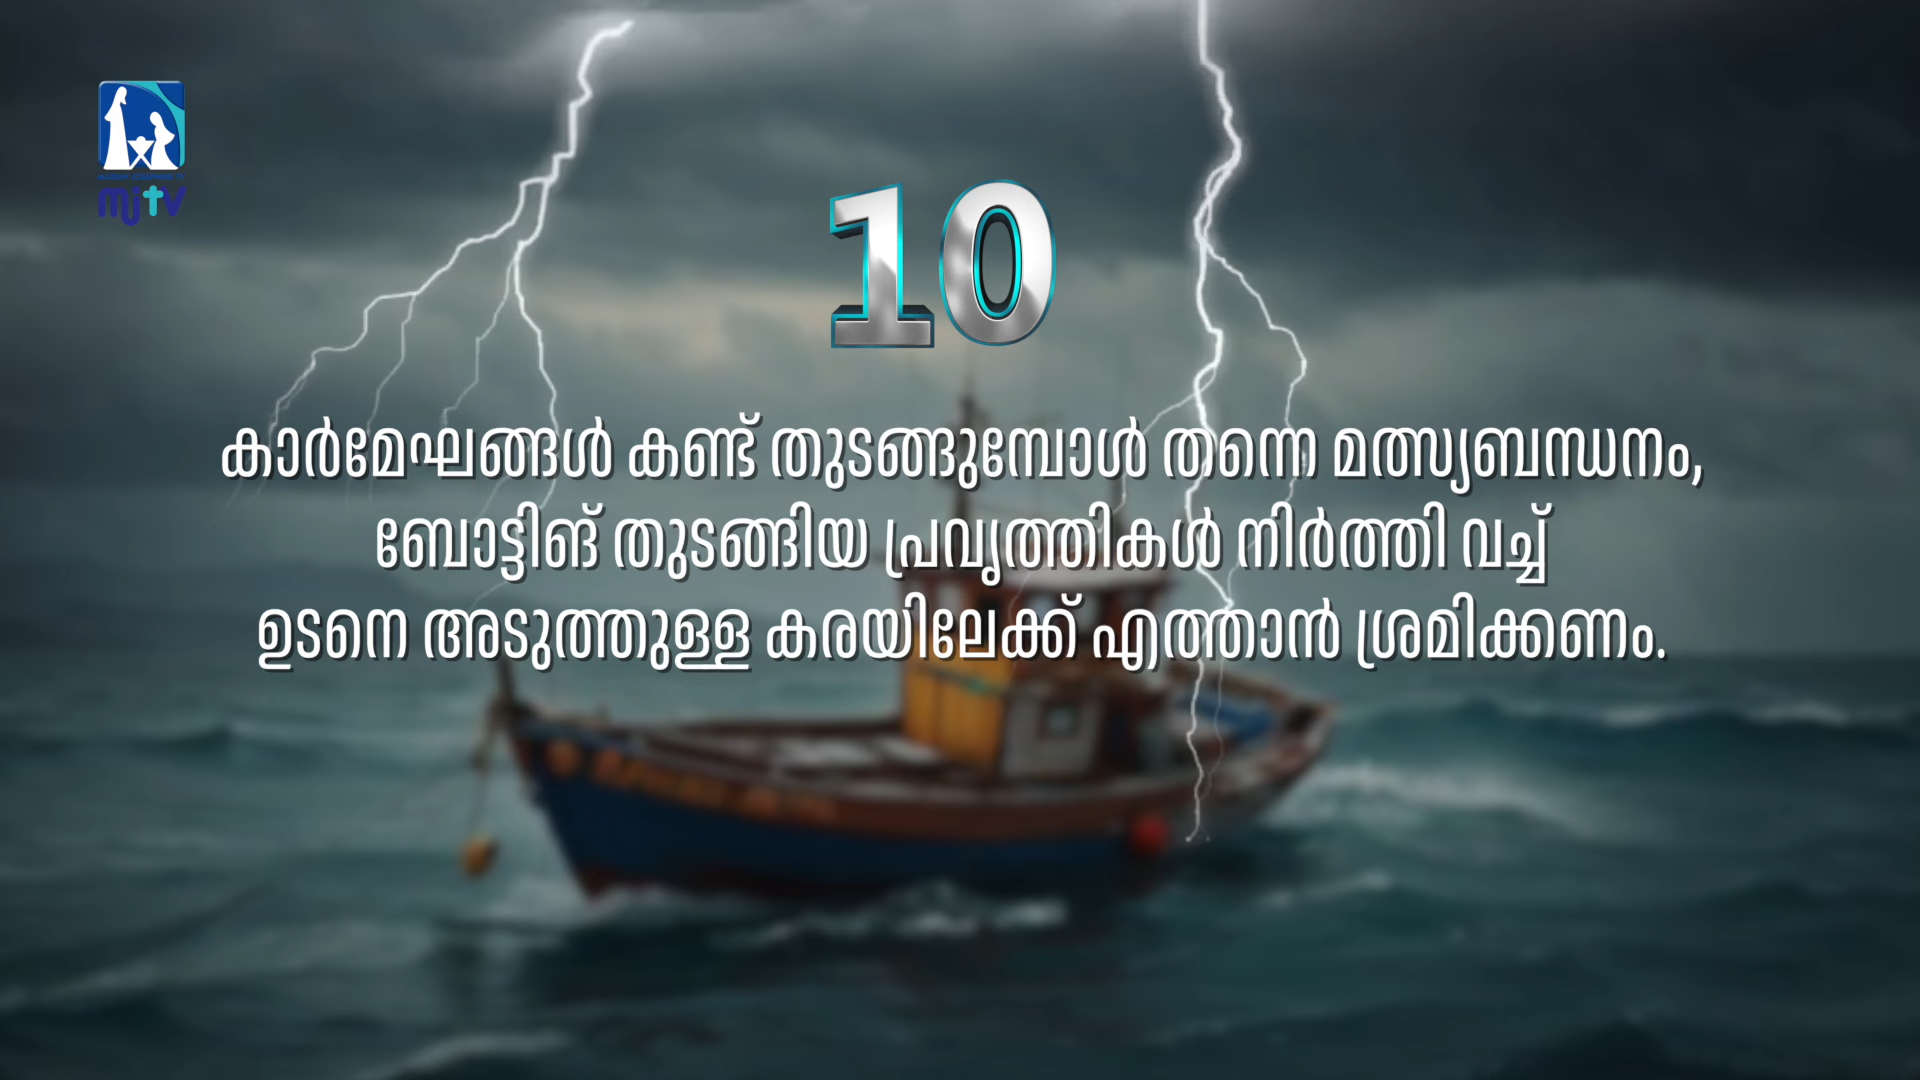 mjtv
10
കാർമേഘങ്ങൾ കണ്ട് തുടങ്ങുമ്പോൾ തന്നെ മത്സ്യബന്ധനം,
ബോട്ടിങ് തുടങ്ങിയ പ്രവൃത്തികൾ നിർത്തി വച്ച്
ഉടനെ അടുത്തുള്ള കരയിലേക്ക് എത്താൻ ശ്രമിക്കണം.